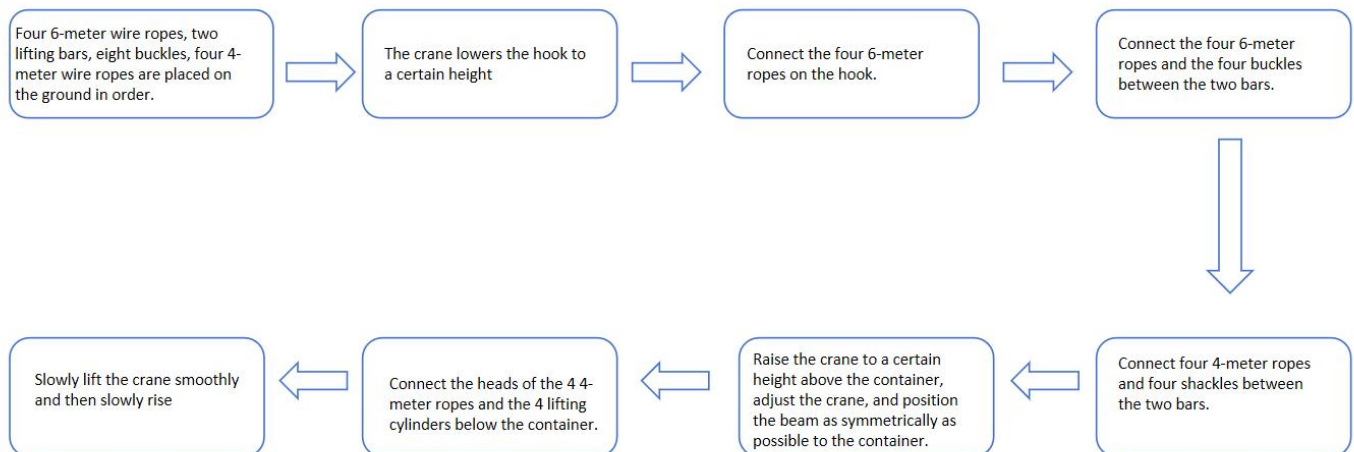 Four 6-meter wire ropes, two
lifting bars, eight buckles, four 4-
meter wire ropes are placed on
the ground in order.
The crane lowers the hook to
a certain height
Connect the four 6-meter
ropes on the hook.
Connect the four 6-meter
ropes and the four buckles
between the two bars.
Connect four 4-meter ropes
and four shackles between
the two bars.
Raise the crane to a certain
height above the container,
adjust the crane, and position
the beam as symmetrically as
possible to the container.
Connect the heads of the 4 4-
meter ropes and the 4 lifting
cylinders below the container.
Slowly lift the crane smoothly
and then slowly rise